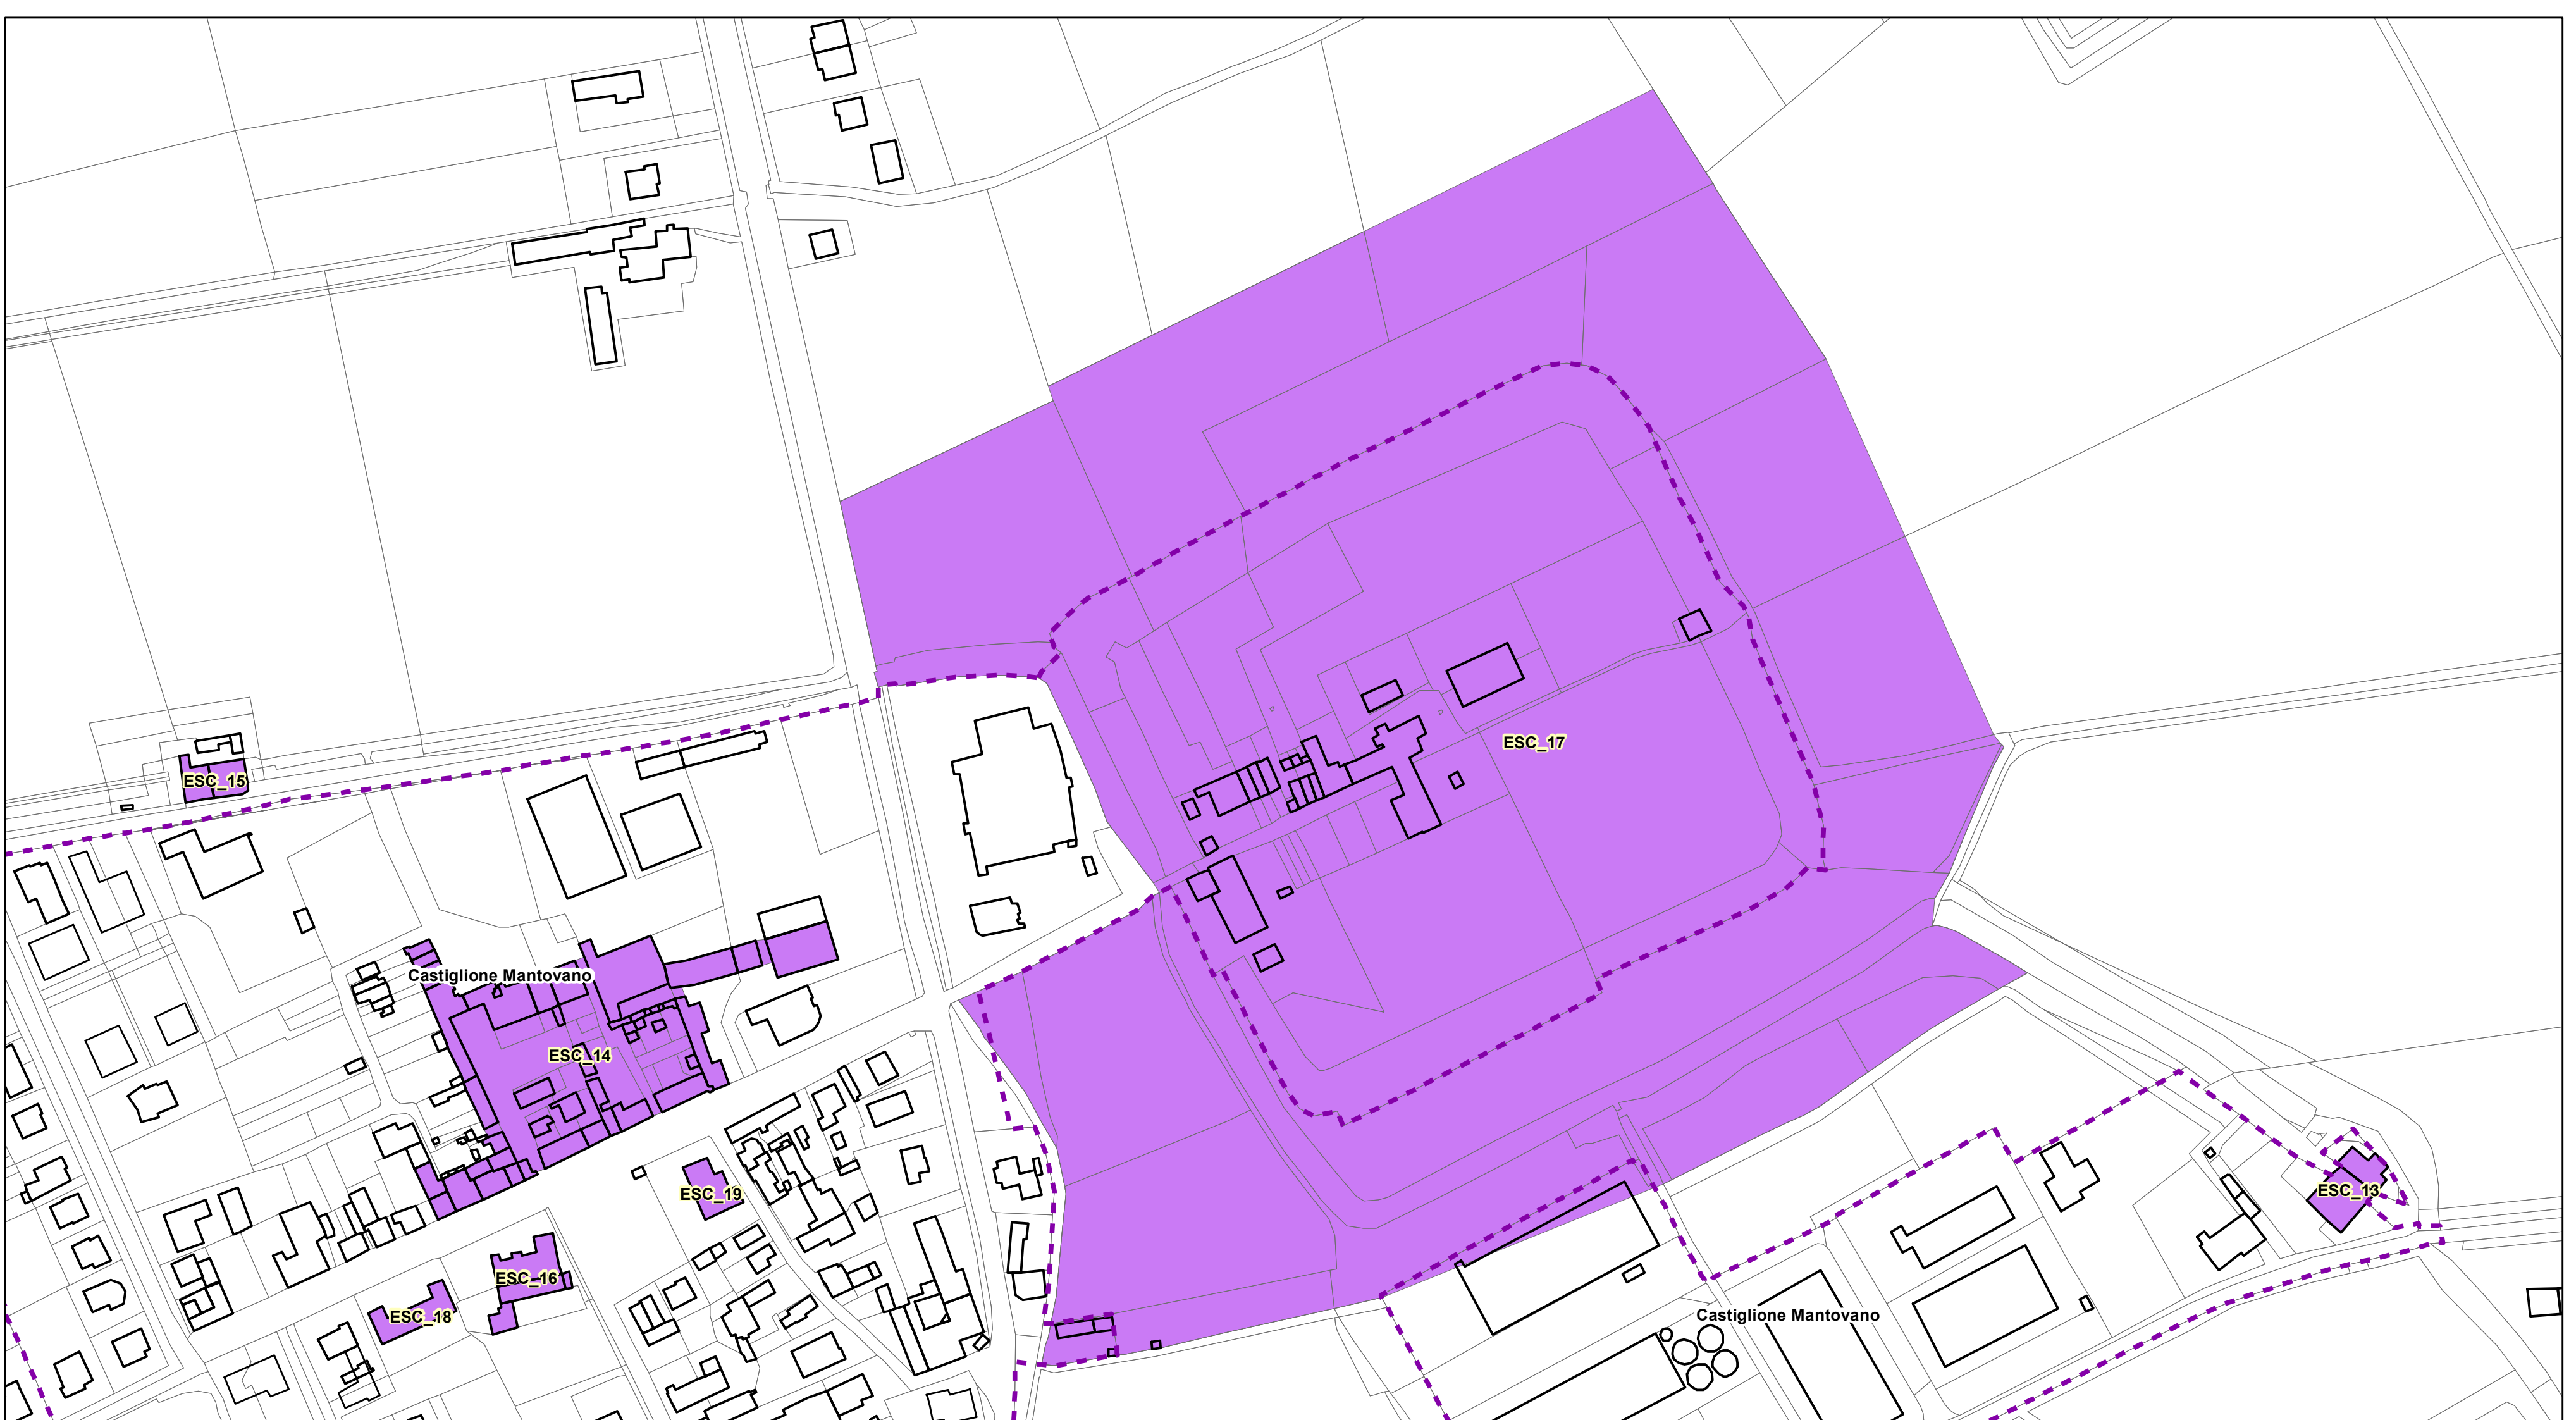 ESC_17
ESC_15
Castiglione Mantovano
ESC_14
ESC_13
ESC_19
ESC_16
ESC_18
Castiglione Mantovano